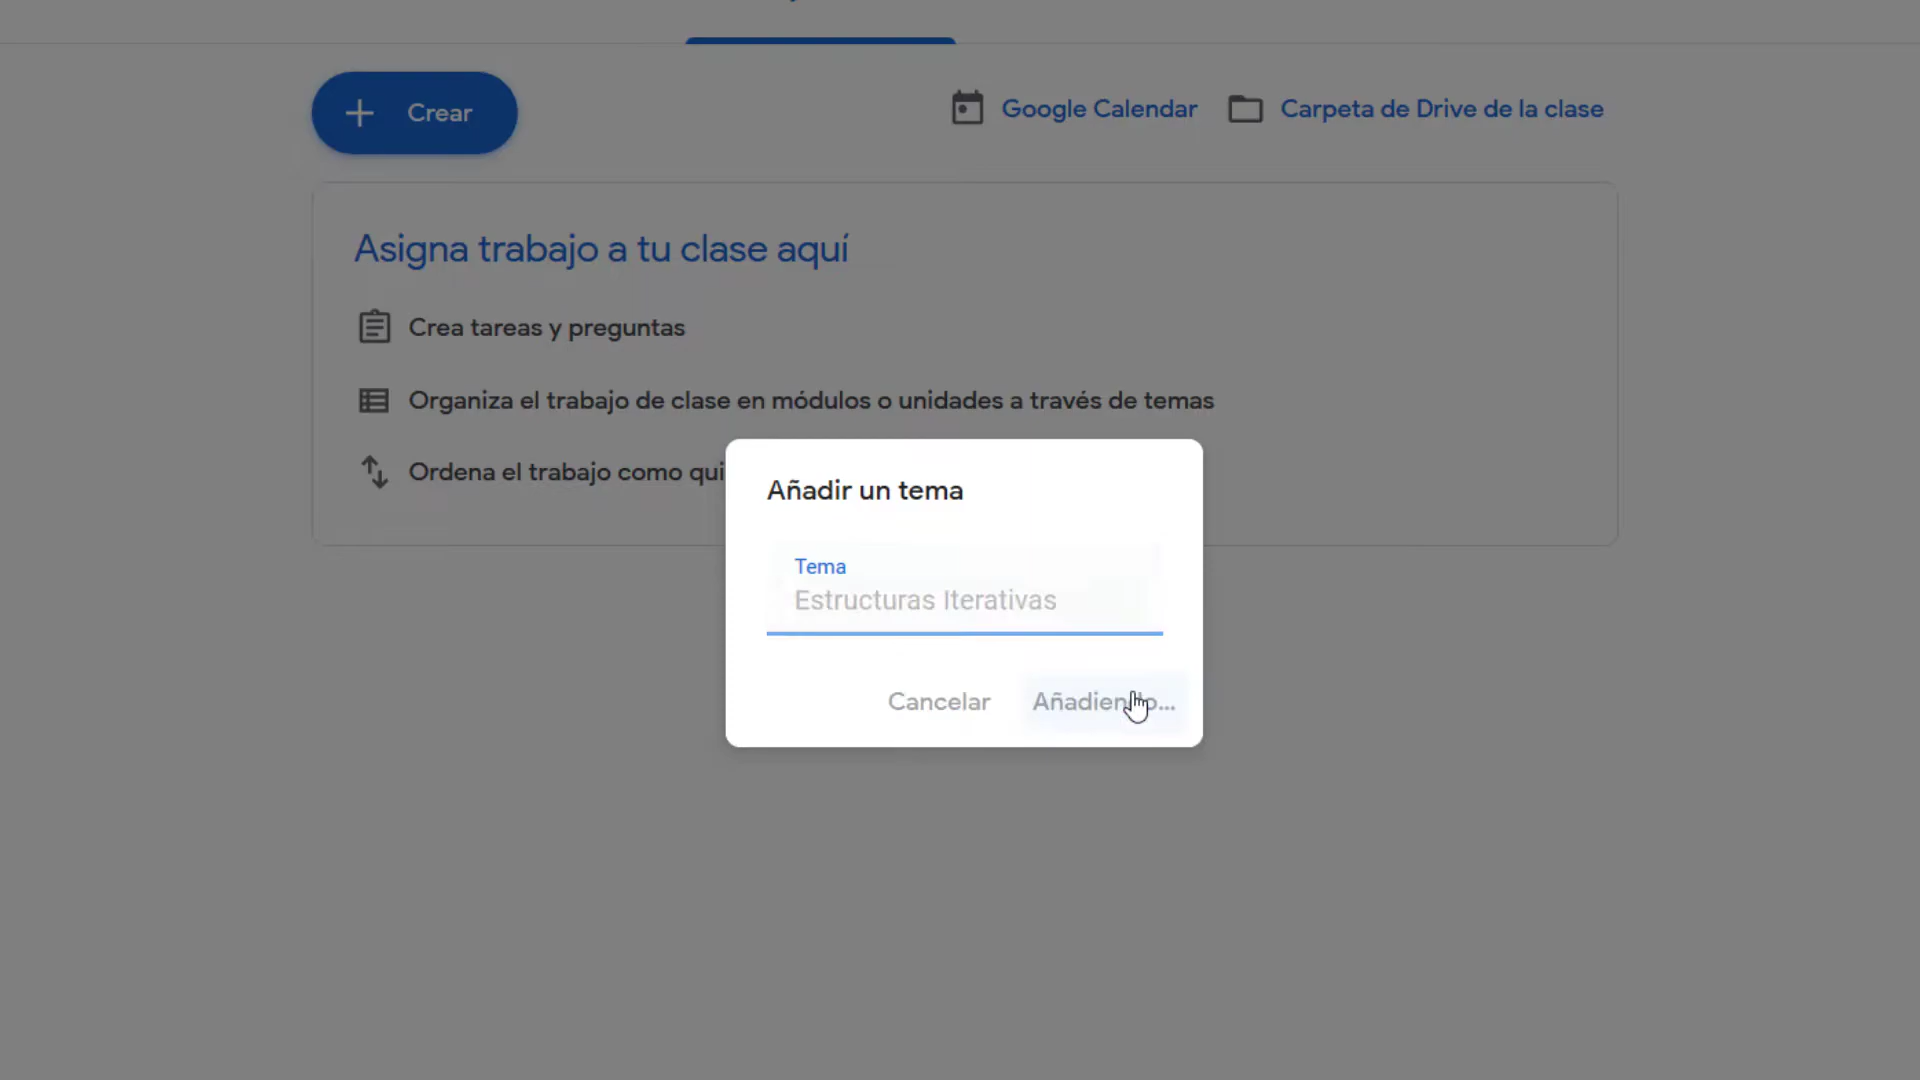 Crear
Google Calendar
Carpeta de Drive de la clase
Asigna trabajo a tu clase aquí
Crea tareas y preguntas
Organiza el trabajo de clase en módulos o unidades a través de temas
Ordena el trabajo como qui
Añadir un tema
Tema
Estructuras Iterativas
Cancelar
Añadiendo...